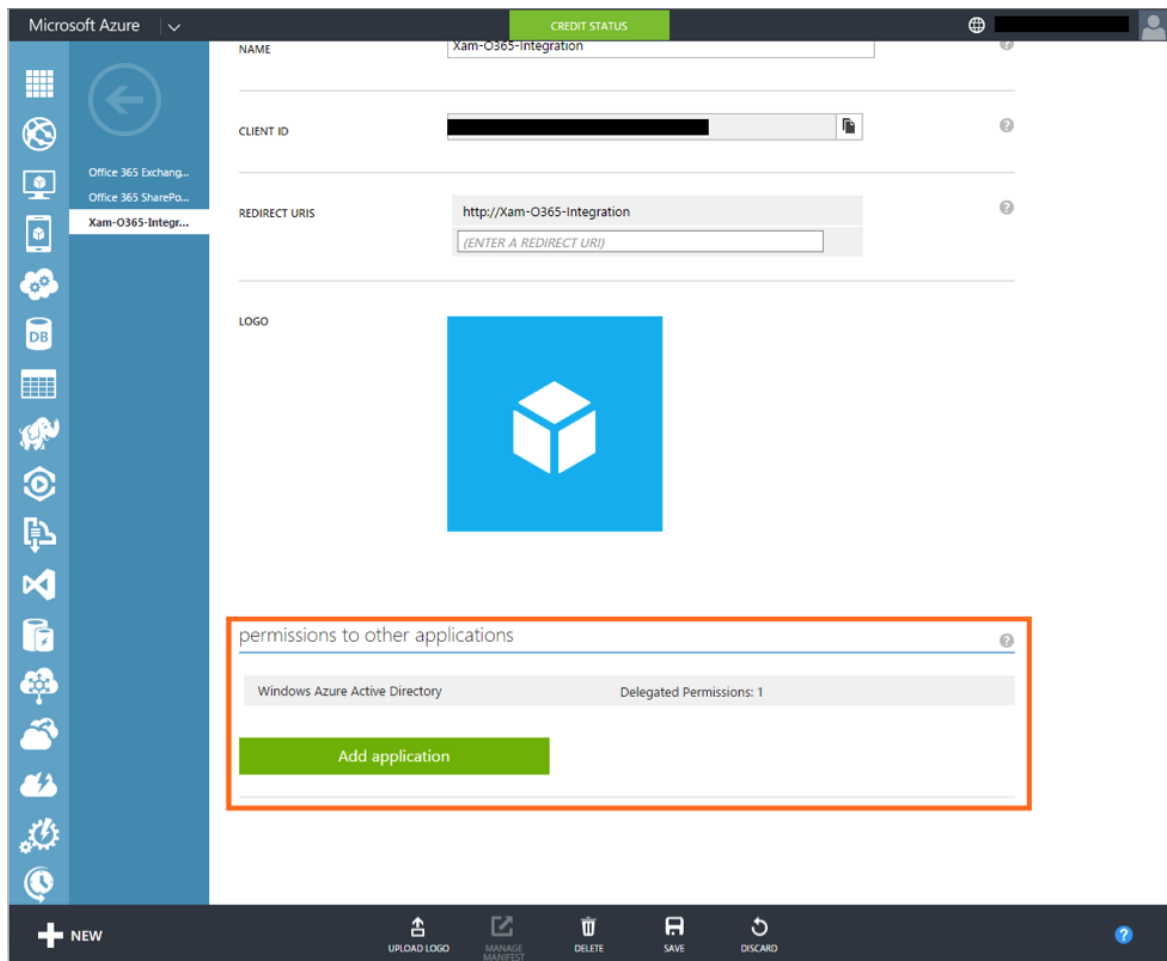 Microsoft Azure
CREDIT STATUS
NAME
Xam-O365-Integration
?
CLIENT ID
?
Office 365 Exchang...
Office 365 SharePo...
Xam-O365-Integr...
REDIRECT URIS
http://Xam-O365-Integration
?
(ENTER A REDIRECT URI)
LOGO
DB
permissions to other applications
?
Windows Azure Active Directory
Delegated Permissions: 1
Add application
NEW
UPLOAD LOGO
MANAGE
MANIFEST
DELETE
SAVE
DISCARD
?